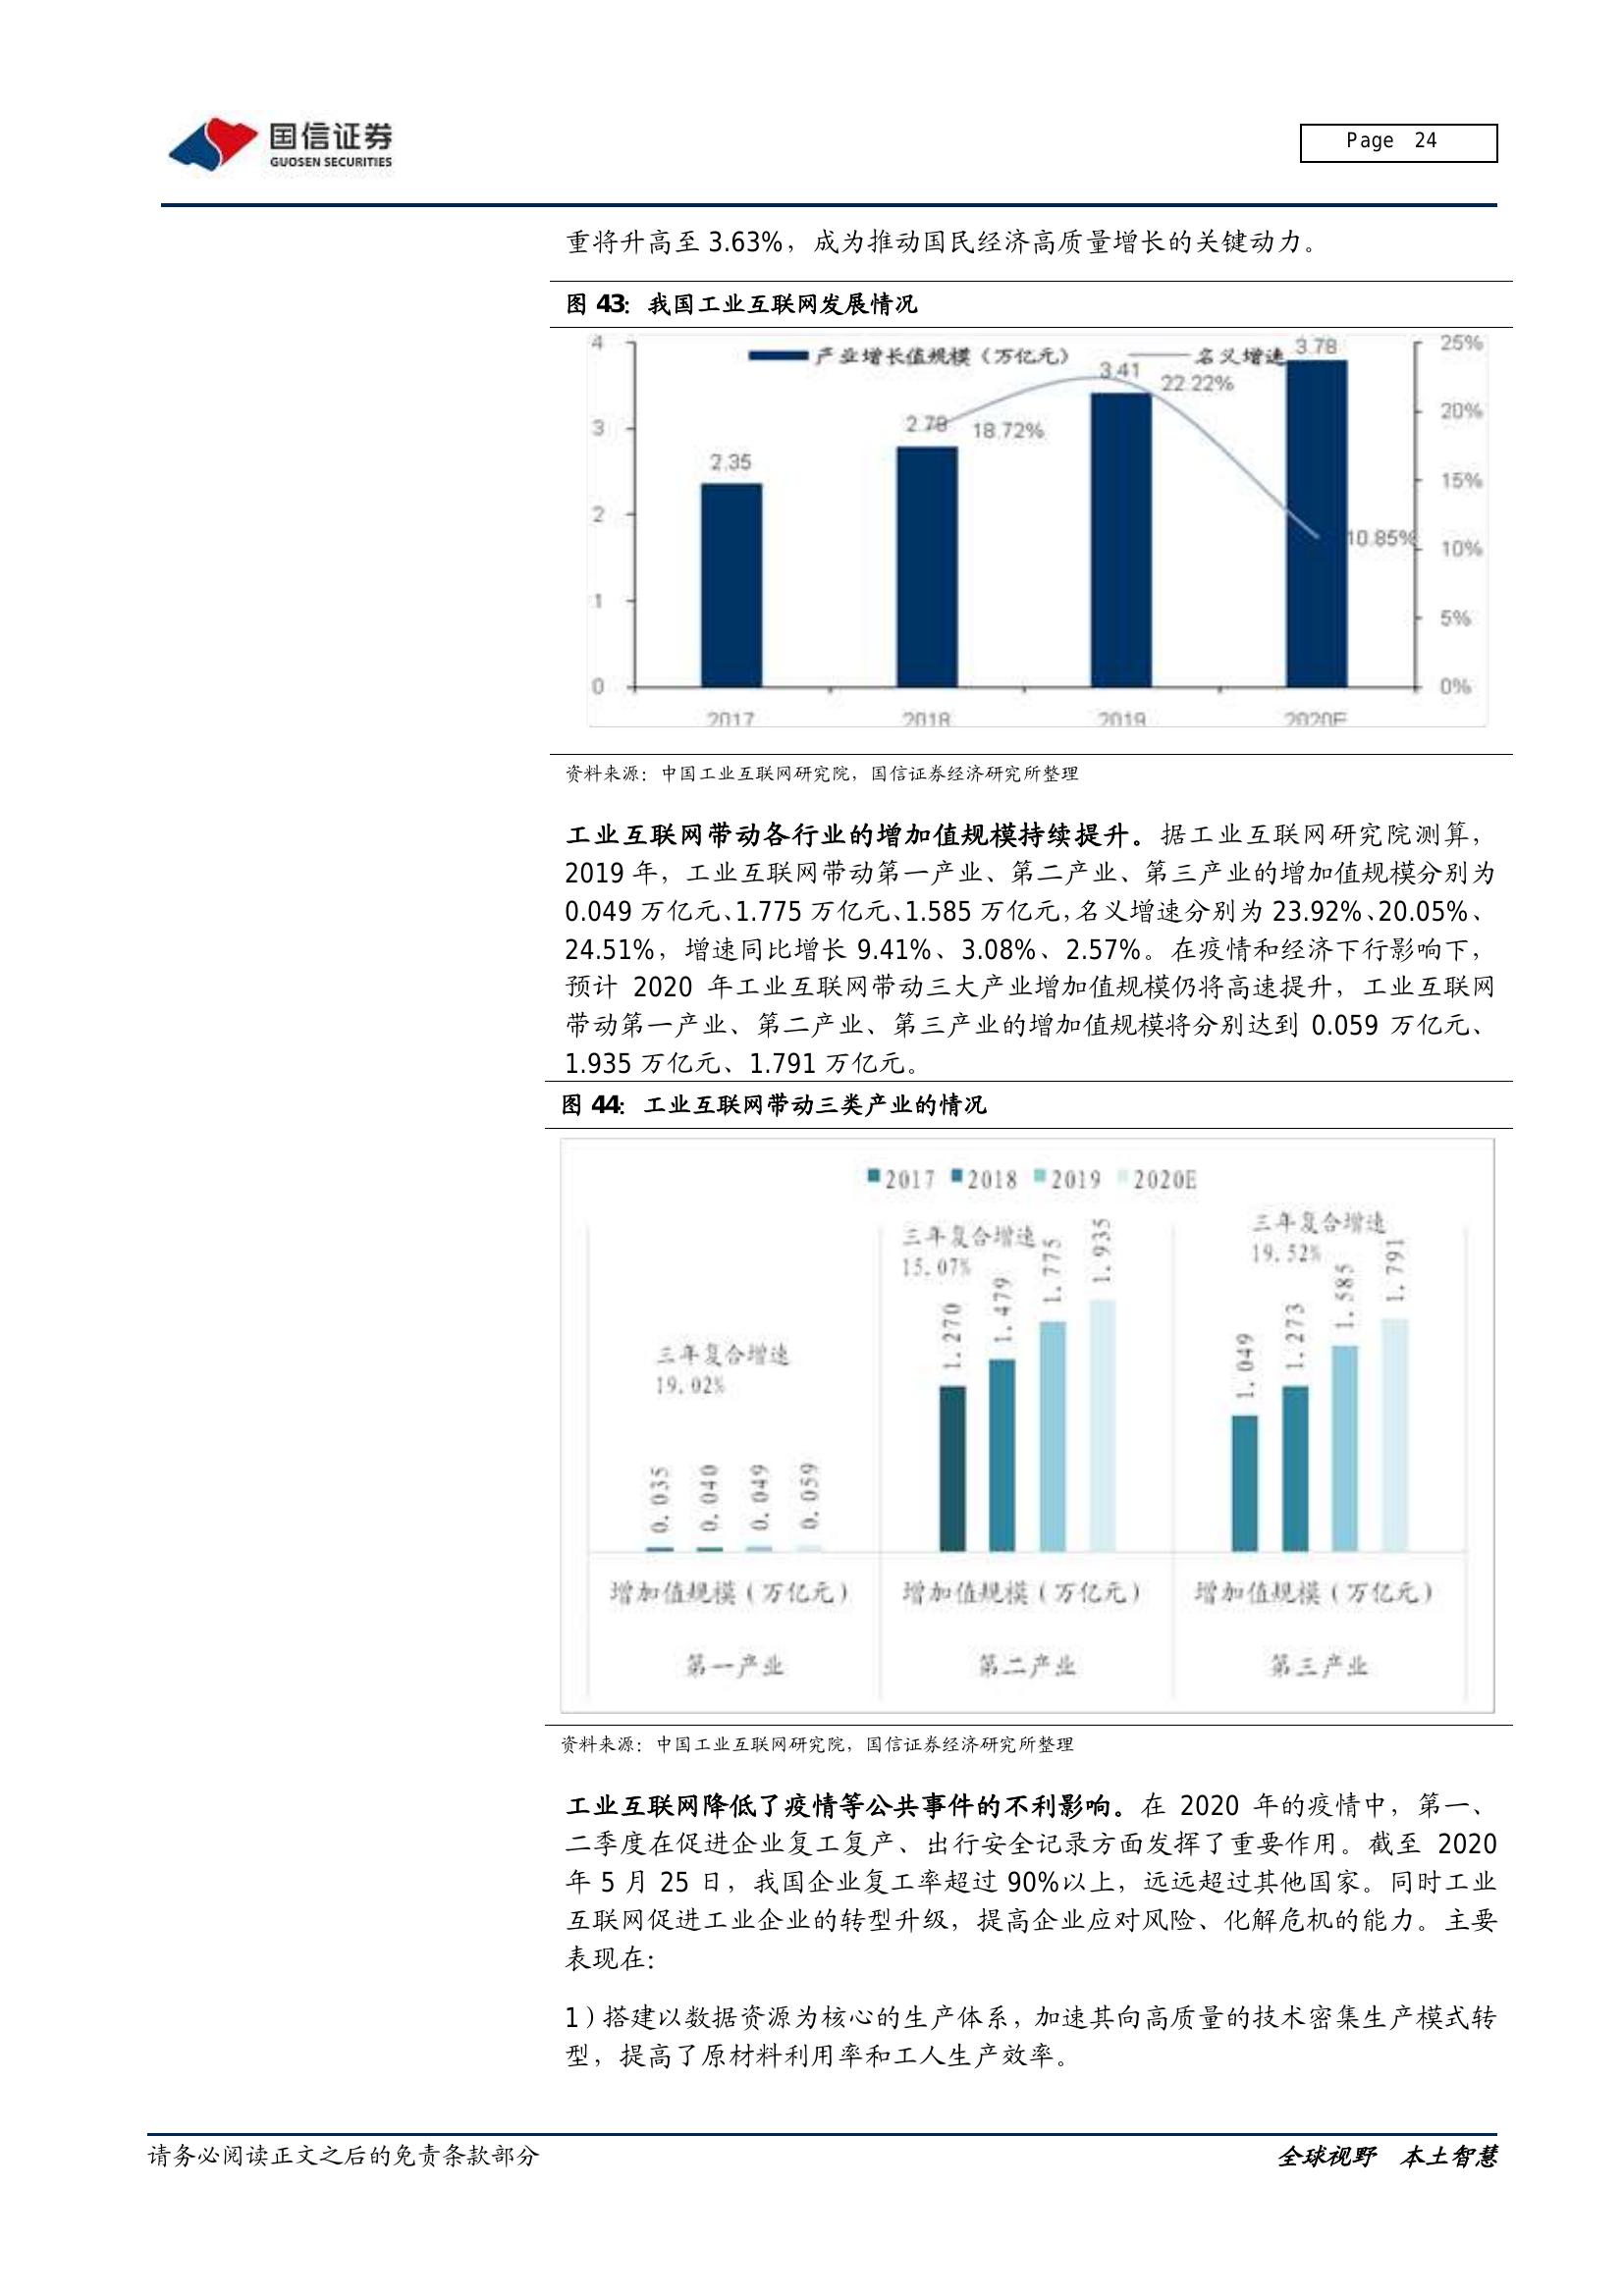 国信证券
GUOSEN SECURITIES
Page 24
重将升高至 3.63%，成为推动国民经济高质量增长的关键动力。
图 43：我国工业互联网发展情况
产业增长值规模（万亿元）
名义增速
4
3
2
1
0
25%
20%
15%
10%
5%
0%
2.35
2.78
3.41
3.78
18.72%
22.22%
10.85%
2017
2018
2019
2020E
资料来源：中国工业互联网研究院，国信证券经济研究所整理
工业互联网带动各行业的增加值规模持续提升。据工业互联网研究院测算，
2019 年，工业互联网带动第一产业、第二产业、第三产业的增加值规模分别为
0.049 万亿元、1.775 万亿元、1.585 万亿元，名义增速分别为 23.92%、20.05%、
24.51%，增速同比增长 9.41%、3.08%、2.57%。在疫情和经济下行影响下，
预计 2020 年工业互联网带动三大产业增加值规模仍将高速提升，工业互联网
带动第一产业、第二产业、第三产业的增加值规模将分别达到 0.059 万亿元、
1.935 万亿元、1.791 万亿元。
图 44：工业互联网带动三类产业的情况
2017 2018 2019 2020E
三年复合增速
19.02%
0.035
0.040
0.049
0.059
三年复合增速
15.07%
1.270
1.479
1.775
1.935
三年复合增速
19.52%
1.049
1.273
1.585
1.791
增加值规模（万亿元） 增加值规模（万亿元） 增加值规模（万亿元）
第一产业 第二产业 第三产业
资料来源：中国工业互联网研究院，国信证券经济研究所整理
工业互联网降低了疫情等公共事件的不利影响。在 2020 年的疫情中，第一、
二季度在促进企业复工复产、出行安全记录方面发挥了重要作用。截至 2020
年 5 月 25 日，我国企业复工率超过 90%以上，远远超过其他国家。同时工业
互联网促进工业企业的转型升级，提高企业应对风险、化解危机的能力。主要
表现在：
1）搭建以数据资源为核心的生产体系，加速其向高质量的技术密集生产模式转
型，提高了原材料利用率和工人生产效率。
请务必阅读正文之后的免责条款部分
全球视野 本土智慧